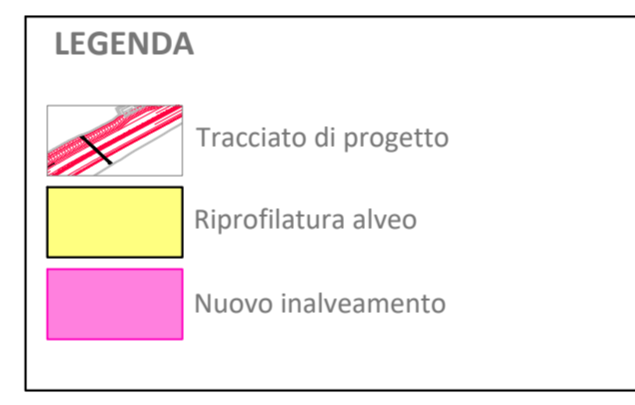 LEGENDA
Tracciato di progetto
Riprofilatura alveo
Nuovo inalveamento